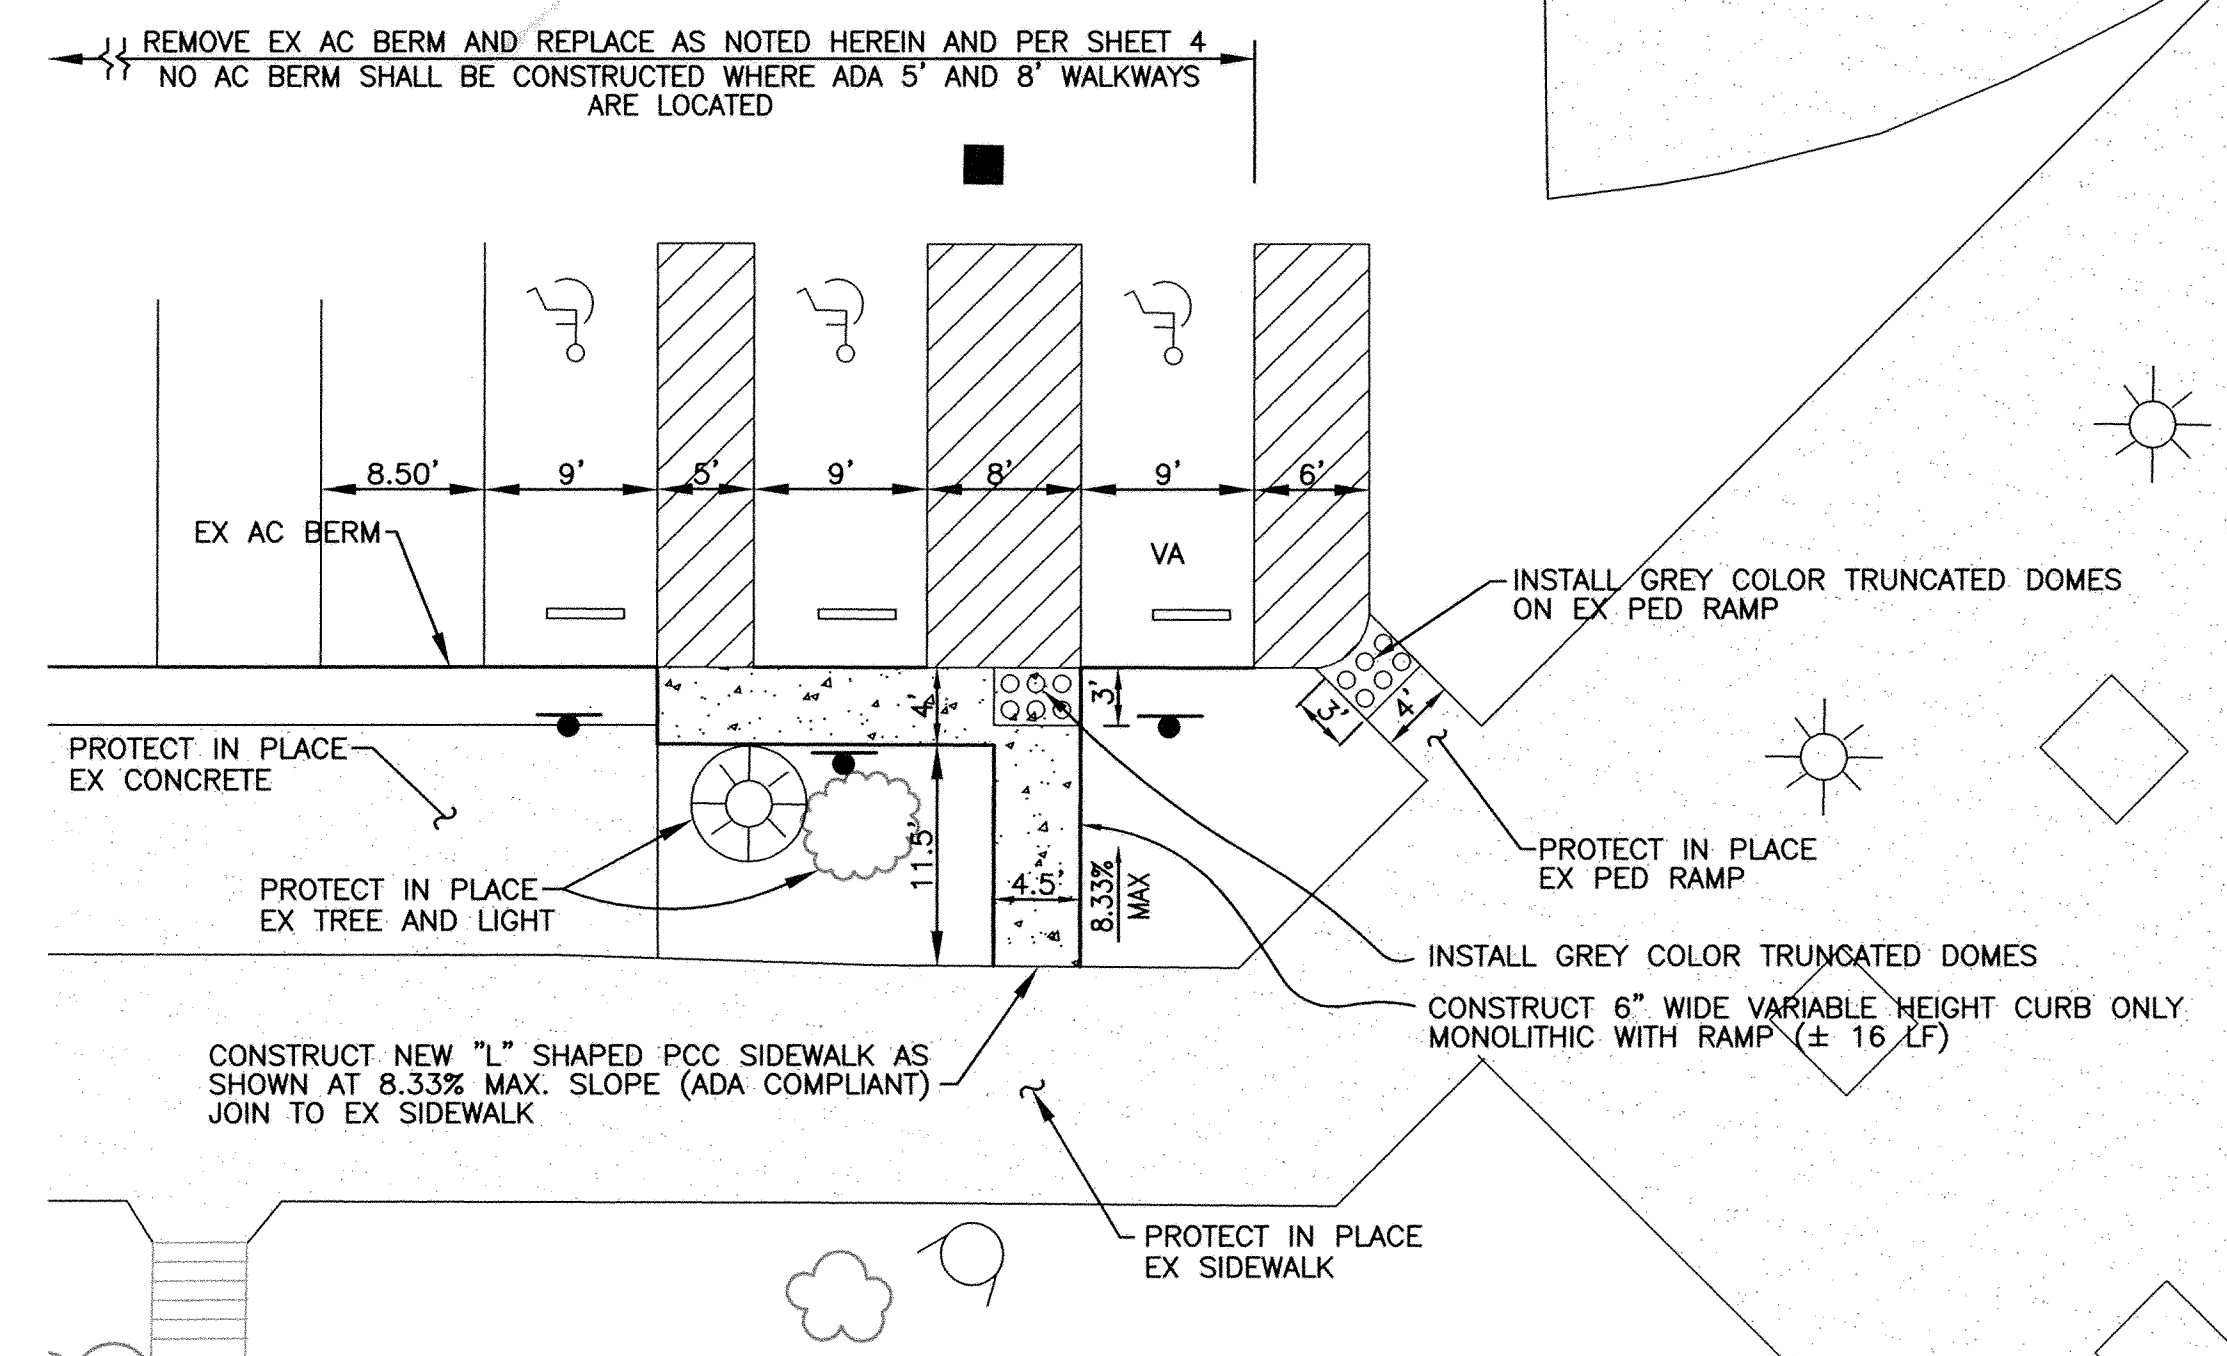 REMOVE EX AC BERM AND REPLACE AS NOTED HEREIN AND PER SHEET 4
NO AC BERM SHALL BE CONSTRUCTED WHERE ADA 5' AND 8' WALKWAYS
ARE LOCATED
8.50'
9'
5'
9'
8'
9'
6'
EX AC BERM
VA
INSTALL GREY COLOR TRUNCATED DOMES
ON EX PED RAMP
4'
3'
3'
4'
PROTECT IN PLACE
EX CONCRETE
11.5'
4.5'
8.33%
MAX
PROTECT IN PLACE
EX PED RAMP
PROTECT IN PLACE
EX TREE AND LIGHT
INSTALL GREY COLOR TRUNCATED DOMES
CONSTRUCT 6" WIDE VARIABLE HEIGHT CURB ONLY
MONOLITHIC WITH RAMP (± 16 LF)
CONSTRUCT NEW "L" SHAPED PCC SIDEWALK AS
SHOWN AT 8.33% MAX. SLOPE (ADA COMPLIANT)
JOIN TO EX SIDEWALK
PROTECT IN PLACE
EX SIDEWALK